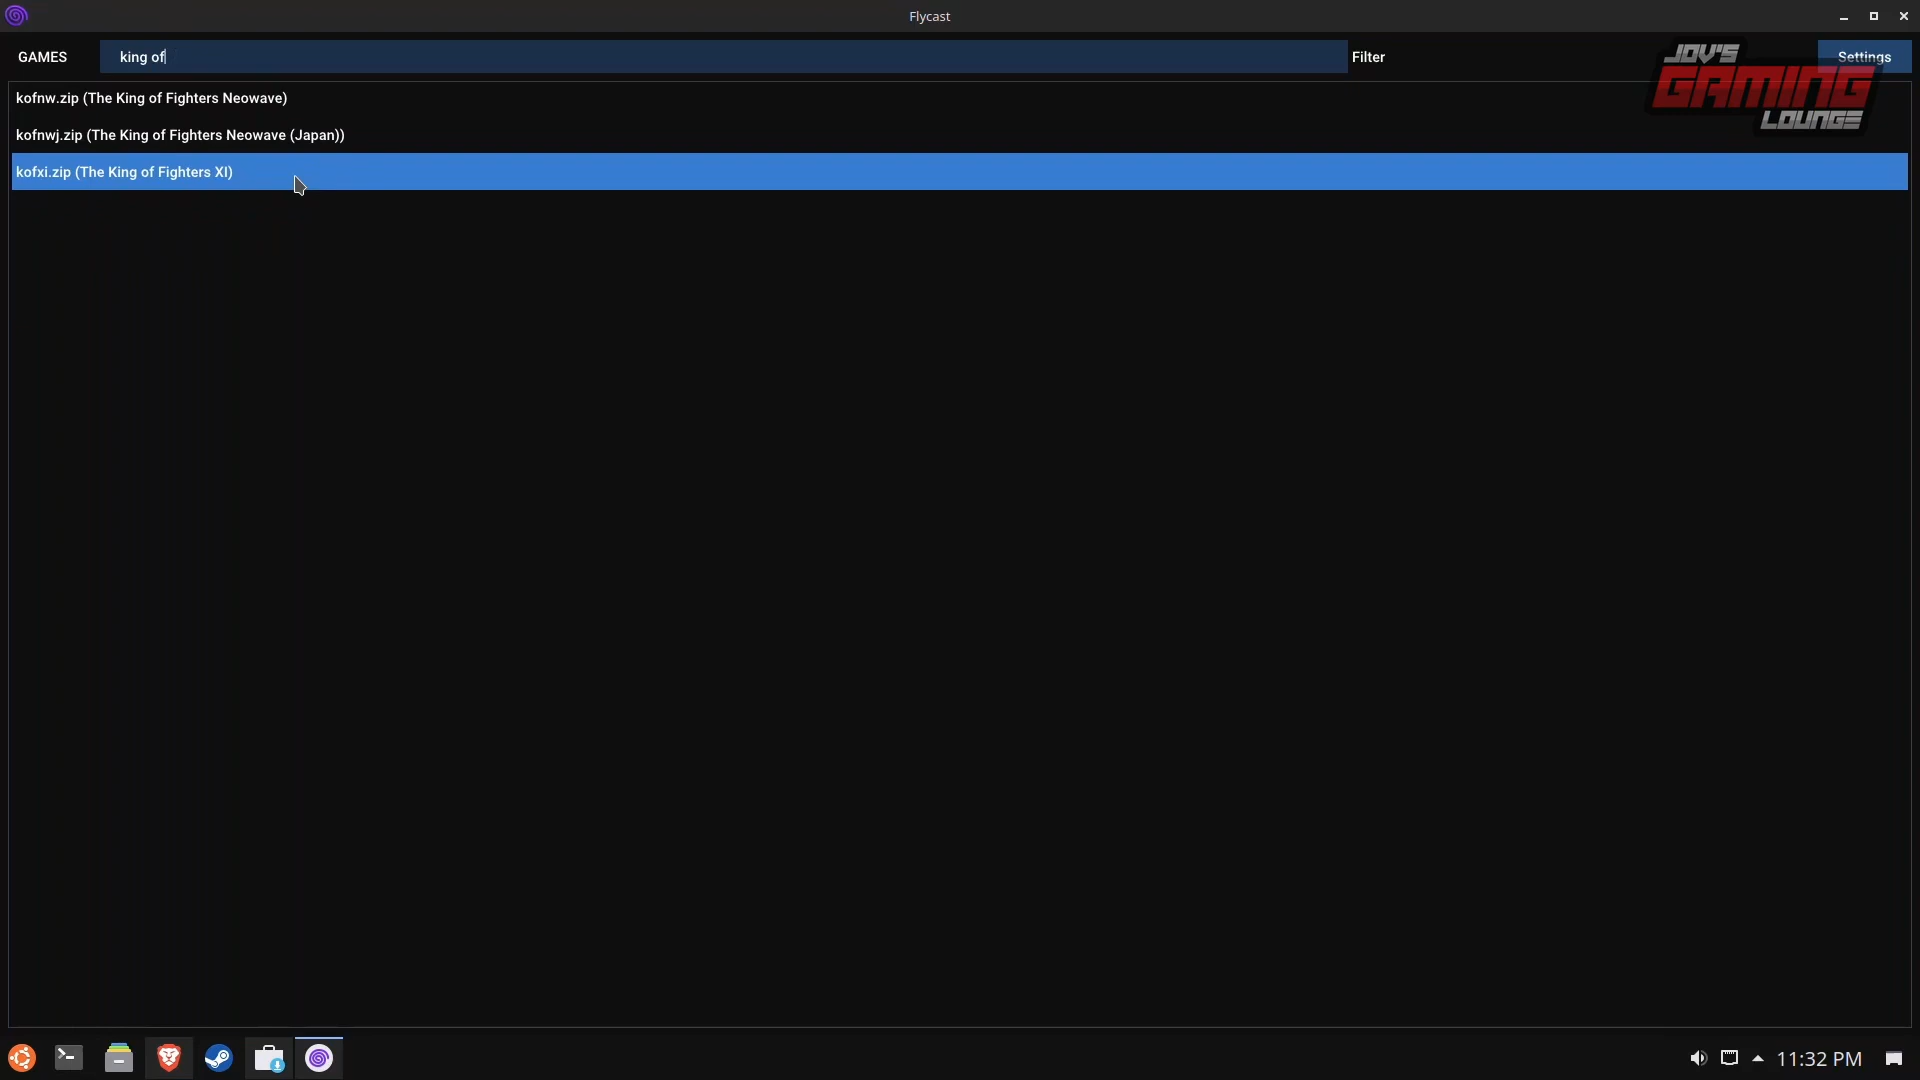 Flycast
GAMES
king of
Filter
Settings
JOV'S
GAMING
LOUNGE
kofnw.zip (The King of Fighters Neowave)
kofnwj.zip (The King of Fighters Neowave (Japan))
kofxi.zip (The King of Fighters XI)
11:32 PM